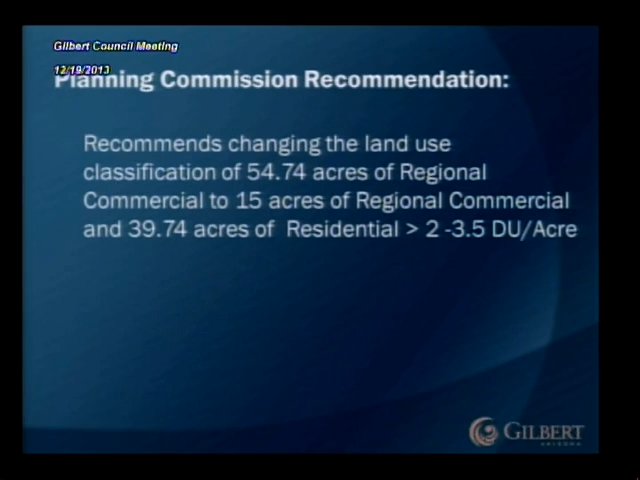 Gilbert Council Meeting
12/19/2013
Planning Commission Recommendation:
Recommends changing the land use
classification of 54.74 acres of Regional
Commercial to 15 acres of Regional Commercial
and 39.74 acres of Residential > 2 -3.5 DU/Acre
GILBERT
ARIZONA